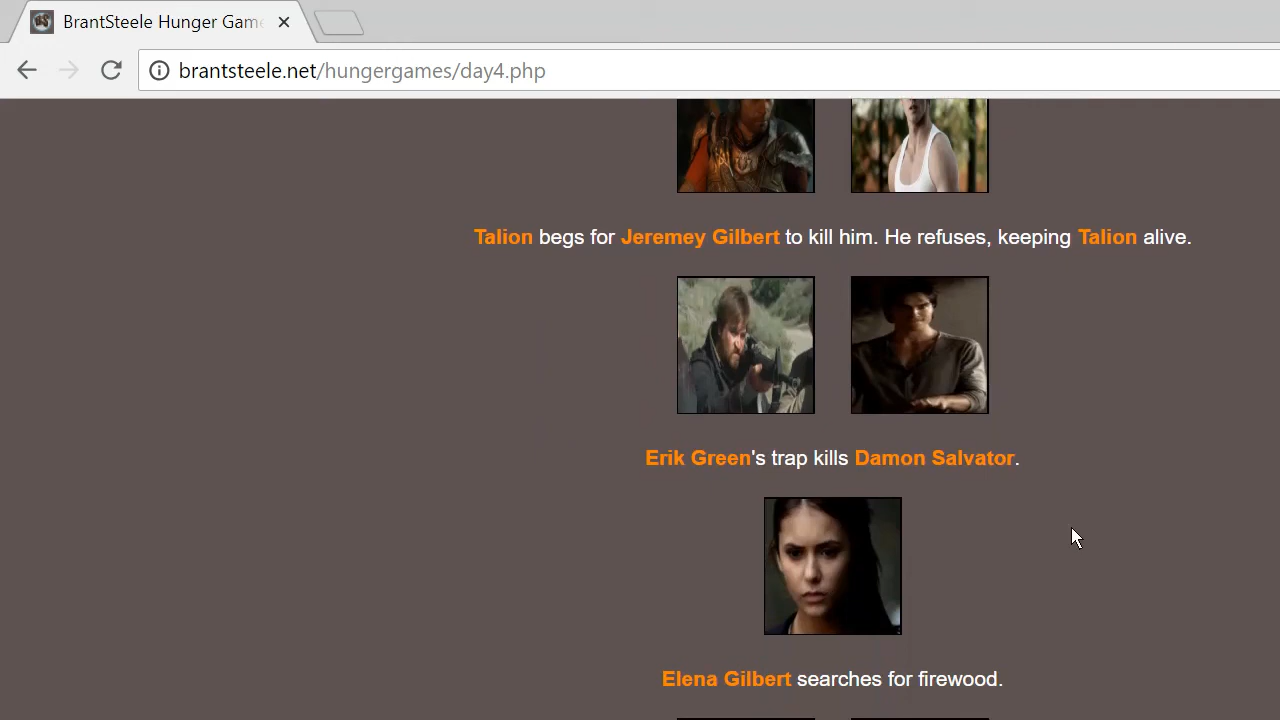 BrantSteele Hunger Gam
brantsteele.net/hungergames/day4.php
Talion begs for Jeremey Gilbert to kill him. He refuses, keeping Talion alive.
Erik Green's trap kills Damon Salvator.
Elena Gilbert searches for firewood.